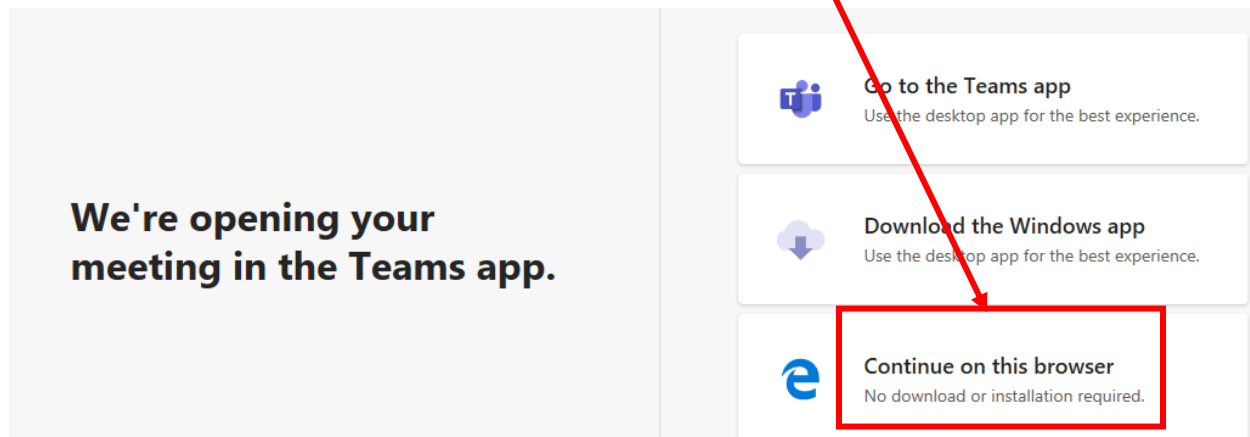 We're opening your
meeting in the Teams app.
Go to the Teams app
Use the desktop app for the best experience.
Download the Windows app
Use the desktop app for the best experience.
Continue on this browser
No download or installation required.